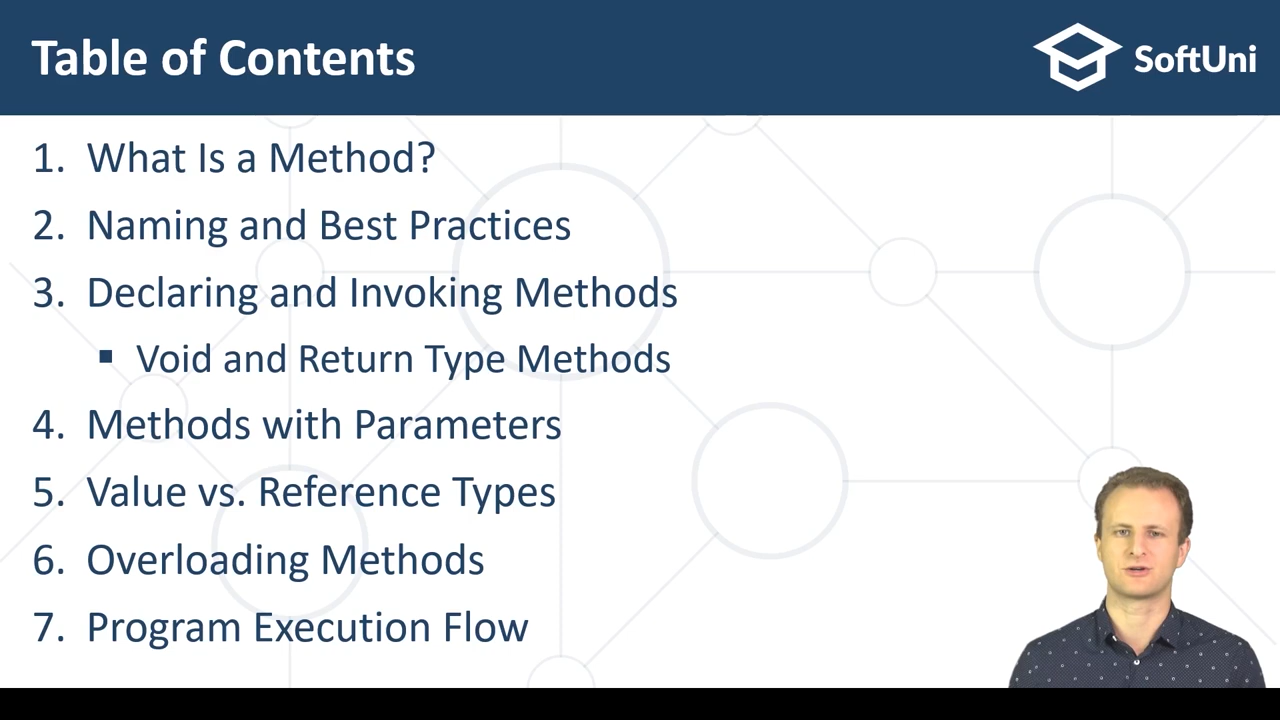 Table of Contents
SoftUni
1. What Is a Method?
2. Naming and Best Practices
3. Declaring and Invoking Methods
▪ Void and Return Type Methods
4. Methods with Parameters
5. Value vs. Reference Types
6. Overloading Methods
7. Program Execution Flow